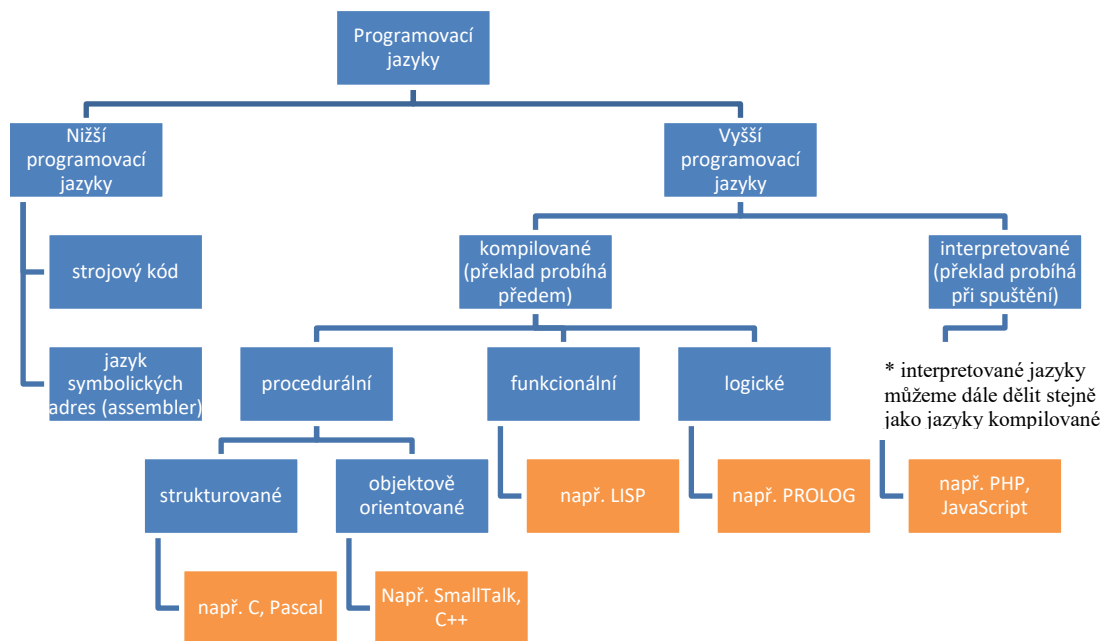 Programovací
jazyky
Nižší
programovací
jazyky
Vyšší
programovací
jazyky
strojový kód
jazyk
symbolických
adres (assembler)
kompilované
(překlad probíhá
předem)
interpretované
(překlad probíhá
při spuštění)
procedurální
funkcionální
logické
* interpretované jazyky
můžeme dále dělit stejně
jako jazyky kompilované
strukturované
objektově
orientované
např. LISP
např. PROLOG
např. PHP,
JavaScript
např. C, Pascal
Např. SmallTalk,
C++